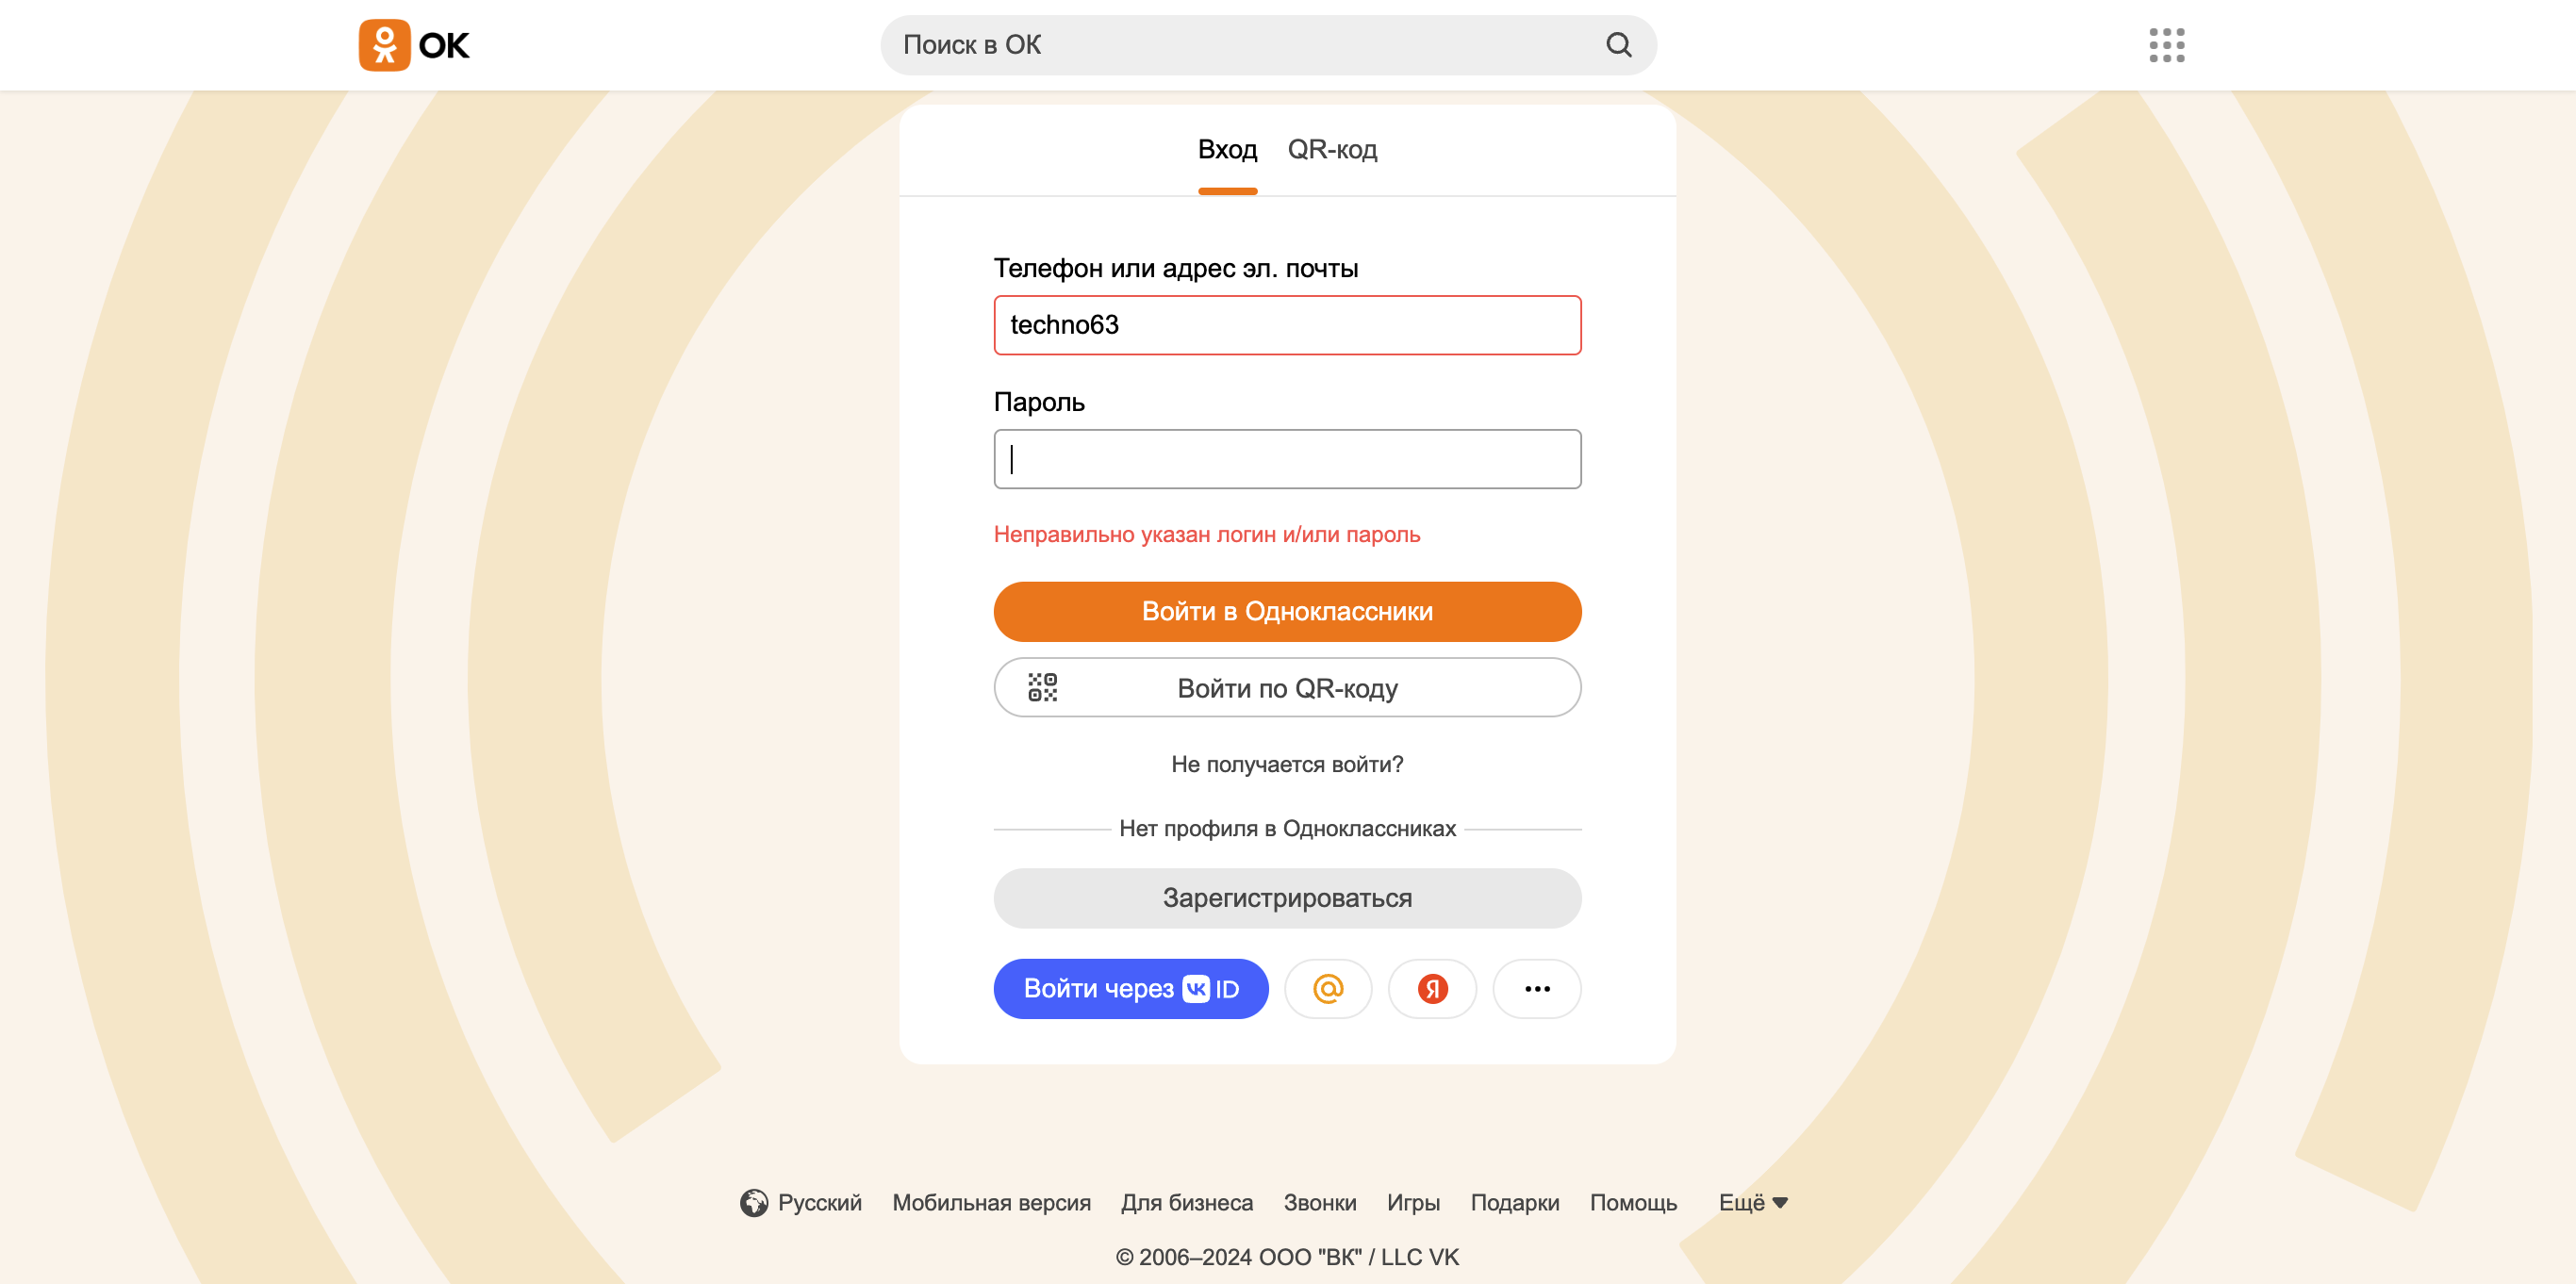 ОК
Поиск в ОК
Вход QR-код
Телефон или адрес эл. почты
techno63
Пароль
Неправильно указан логин и/или пароль
Войти в Одноклассники
Войти по QR-коду
Не получается войти?
Нет профиля в Одноклассниках
Зарегистрироваться
Войти через VK ID @ Я
Русский Мобильная версия Для бизнеса Звонки Игры Подарки Помощь Ещё
© 2006–2024 ООО "ВК" / LLC VK